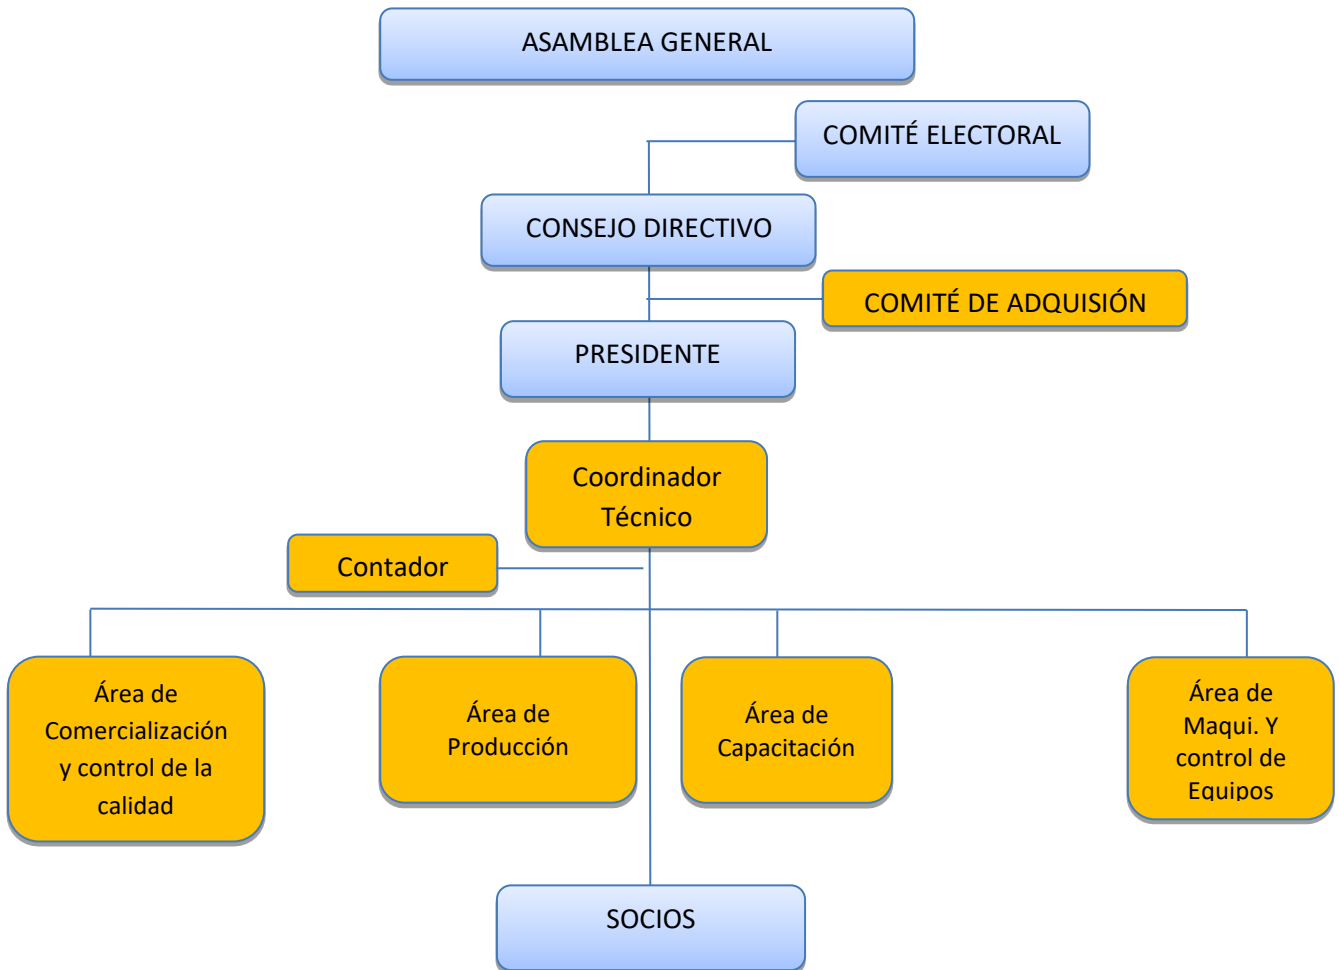 ASAMBLEA GENERAL
COMITÉ ELECTORAL
CONSEJO DIRECTIVO
COMITÉ DE ADQUISIÓN
PRESIDENTE
Coordinador
Técnico
Contador
Área de
Comercialización
y control de la
calidad
Área de
Producción
Área de
Capacitación
Área de
Maqui. Y
control de
Equipos
SOCIOS